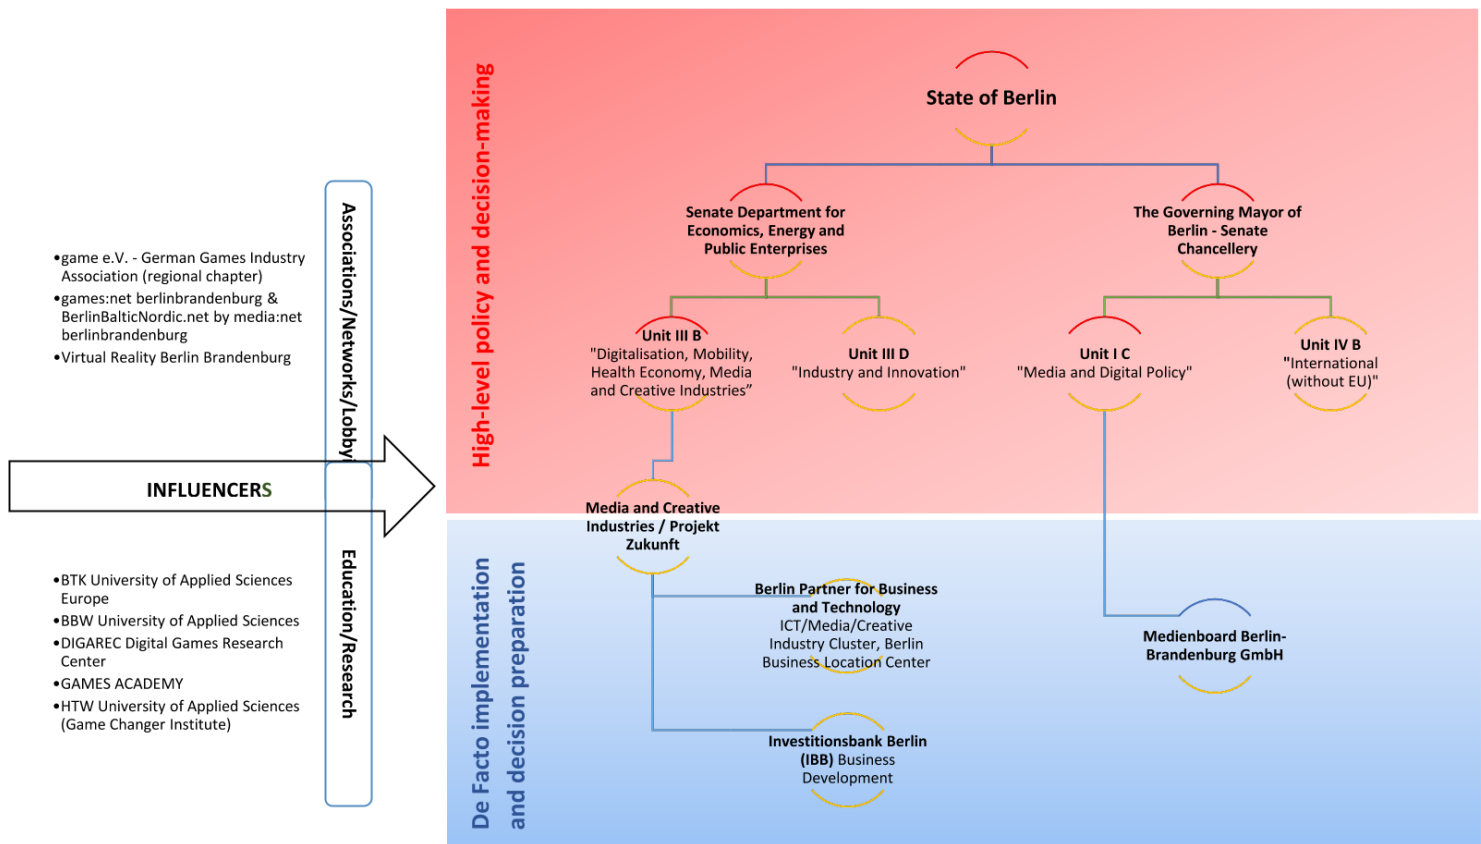 High-level policy and decision-making
State of Berlin
Senate Department for
Economics, Energy and
Public Enterprises
The Governing Mayor of
Berlin - Senate
Chancellery
Unit III B
"Digitalisation, Mobility,
Health Economy, Media
and Creative Industries”
Unit III D
"Industry and Innovation"
Unit I C
"Media and Digital Policy"
Unit IV B
"International
(without EU)"
Associations/Networks/Lobbyi
•game e.V. - German Games Industry
Association (regional chapter)
•games:net berlinbrandenburg &
BerlinBalticNordic.net by media:net
berlinbrandenburg
•Virtual Reality Berlin Brandenburg
INFLUENCERS
Education/Research
•BTK University of Applied Sciences
Europe
•BBW University of Applied Sciences
•DIGAREC Digital Games Research
Center
•GAMES ACADEMY
•HTW University of Applied Sciences
(Game Changer Institute)
Media and Creative
Industries / Projekt
Zukunft
De Facto implementation
and decision preparation
Berlin Partner for Business
and Technology
ICT/Media/Creative
Industry Cluster, Berlin
Business Location Center
Investitionsbank Berlin
(IBB) Business
Development
Medienboard Berlin-
Brandenburg GmbH